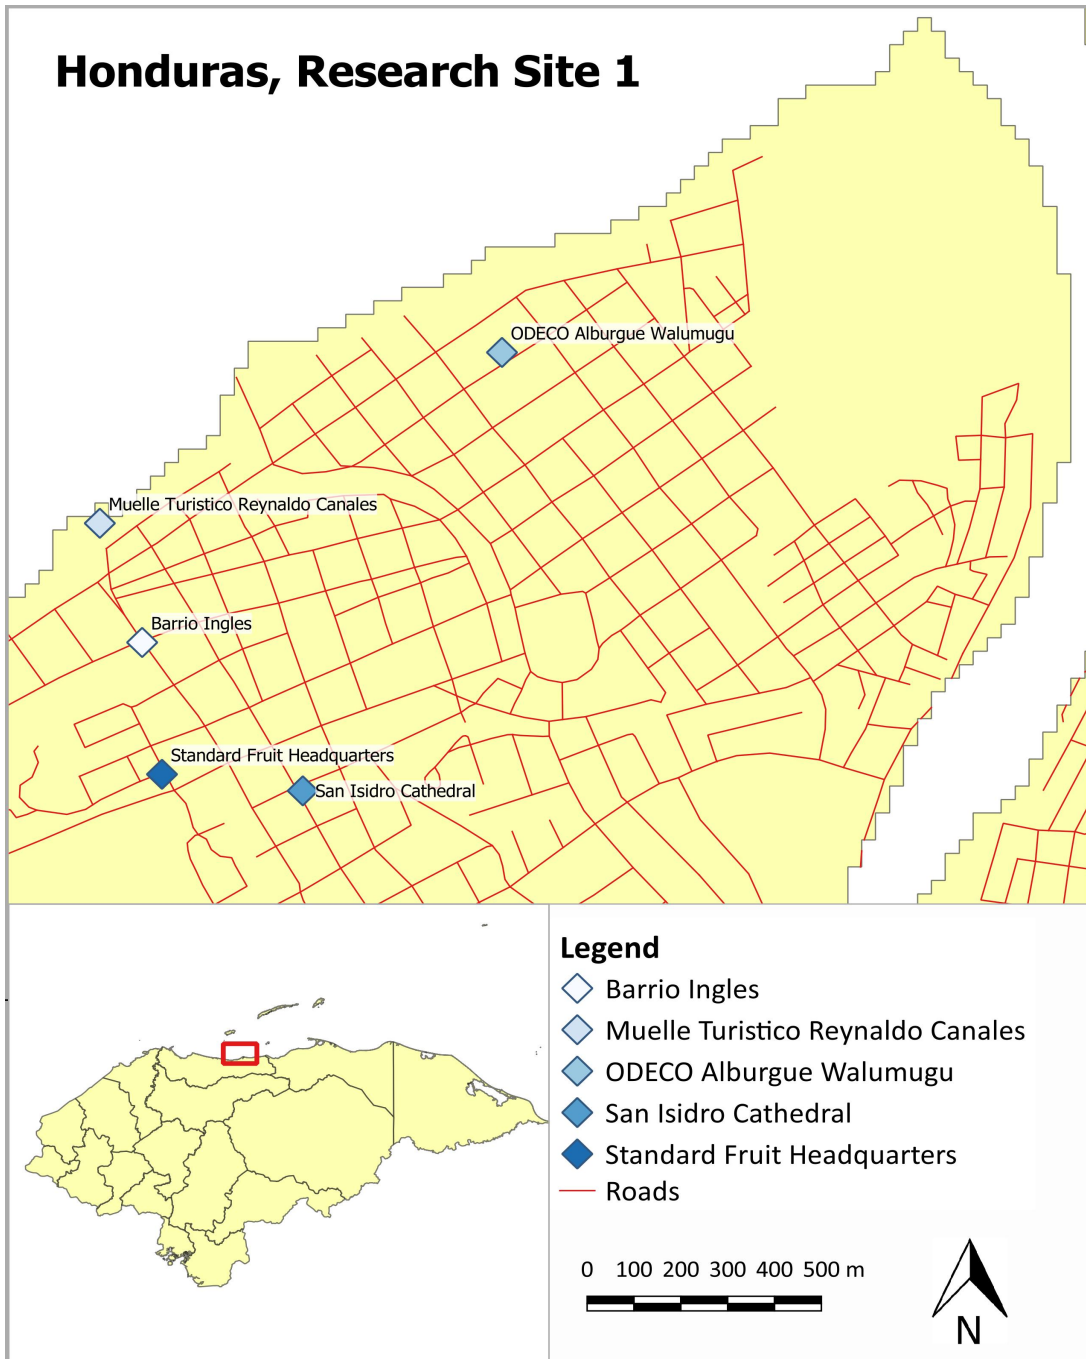 Honduras, Research Site 1
ODECO Alburgue Walumugu
Muelle Turistico Reynaldo Canales
Barrio Ingles
Standard Fruit Headquarters
San Isidro Cathedral
Legend
Barrio Ingles
Muelle Turistico Reynaldo Canales
ODECO Alburgue Walumugu
San Isidro Cathedral
Standard Fruit Headquarters
Roads
0 100 200 300 400 500 m
N